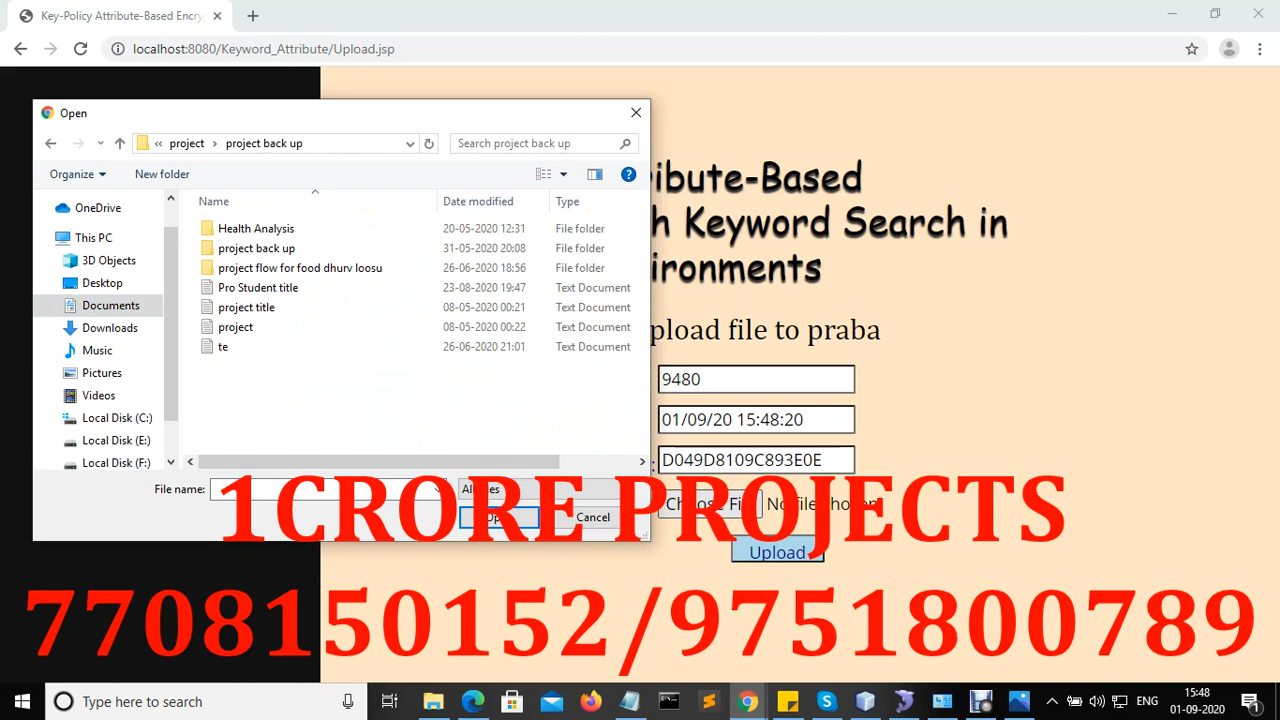 Key-Policy Attribute-Based Encry
localhost:8080/Keyword_Attribute/Upload.jsp
Open
project
project back up
Search project back up
Organize
New folder
Name
Date modified
Type
OneDrive
This PC
3D Objects
Desktop
Documents
Downloads
Music
Pictures
Videos
Local Disk (C:)
Local Disk (E:)
Local Disk (F:)
Health Analysis 20-05-2020 12:31 File folder
project back up 31-05-2020 20:08 File folder
project flow for food dhurv loosu 26-06-2020 18:56 File folder
Pro Student title 23-08-2020 19:47 Text Document
project title 08-05-2020 00:21 Text Document
project 08-05-2020 00:22 Text Document
te 26-06-2020 21:01 Text Document
File name:
Cancel
ribute-Based
h Keyword Search in
ironments
pload file to praba
9480
01/09/20 15:48:20
: D049D8109C893E0E
Upload
1CRORE PROJECTS
7708150152/9751800789
Type here to search
ENG
15:48
01-09-2020
1